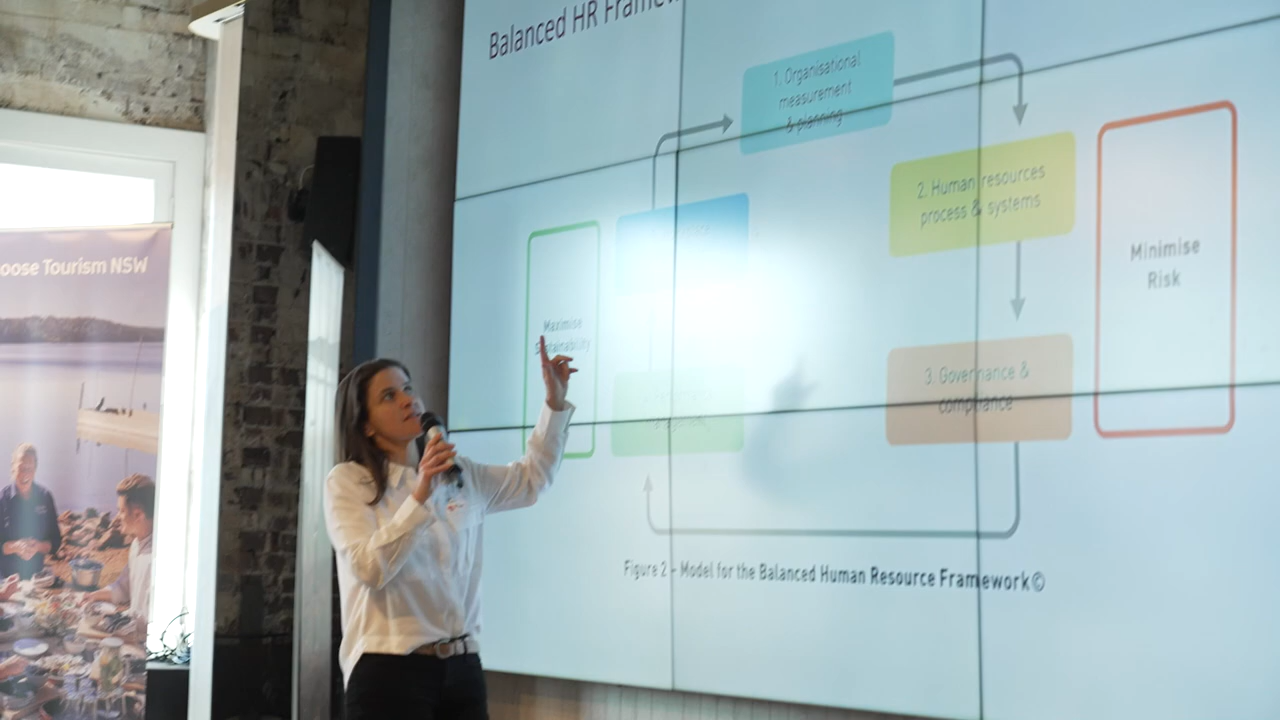 Balanced HR Framew
1. Organisational
measurement
& planning
2. Human resources
process & systems
Minimise
Risk
3. Governance &
compliance
Maximise
Sustainability
Figure 2 - Model for the Balanced Human Resource Framework©
oose Tourism NSW